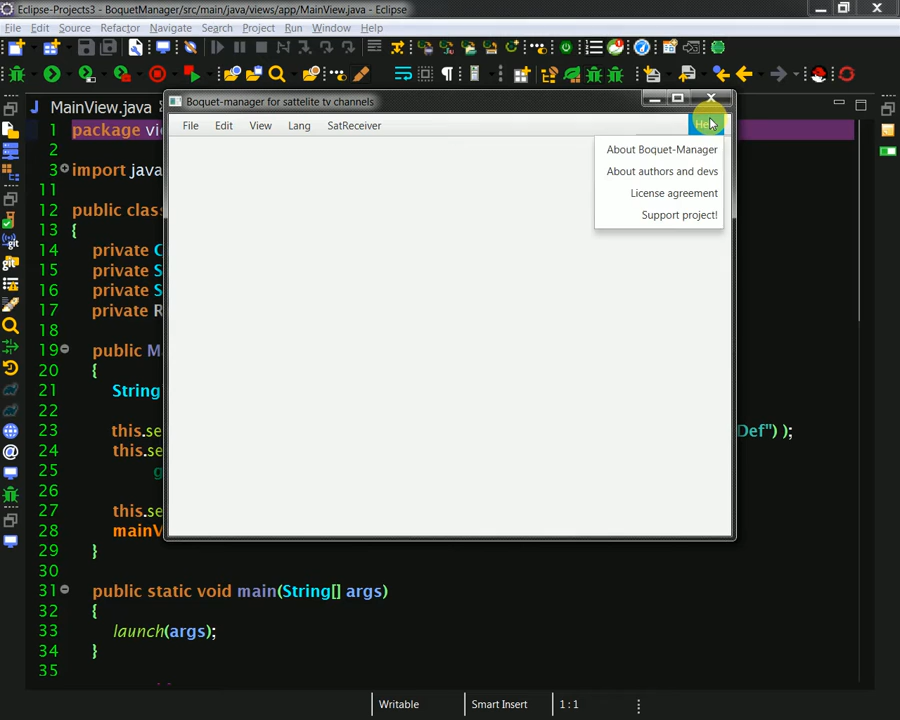 Eclipse-Projects3 - BoquetManager/src/main/java/views/app/MainView.java - Eclipse
File Edit Source Refactor Navigate Search Project Run Window Help
MainView.java
Boquet-manager for sattelite tv channels
File Edit View Lang SatReceiver
About Boquet-Manager
About authors and devs
License agreement
Support project!
1 package
2
3 import java
11
12 public class
13 {
14 private
15 private
16 private
17 private
18
19 public
20 {
21 String
22
23 this.se Def") );
24 this.se
25
26
27 this.se
28 mainV
29 }
30
31 public static void main(String[] args)
32 {
33 launch(args);
34 }
35
Writable Smart Insert 1 : 1